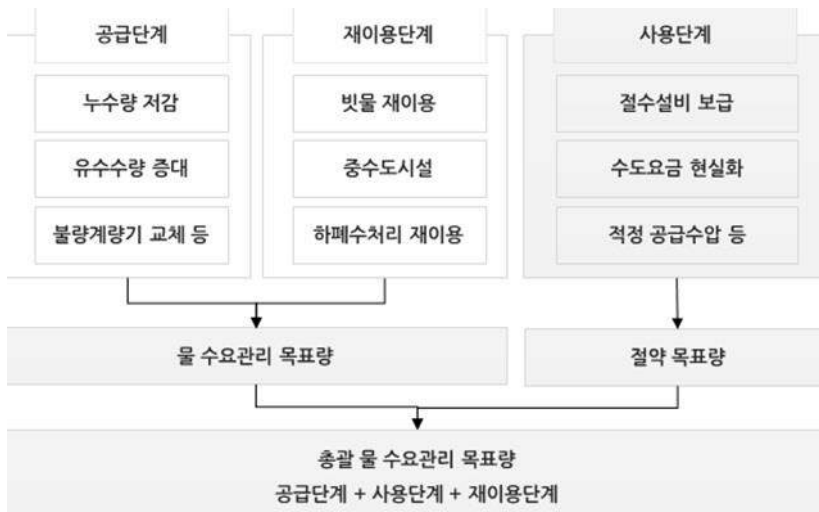 공급단계
누수량 저감
유수수량 증대
불량계량기 교체 등
재이용단계
빗물 재이용
중수도시설
하폐수처리 재이용
사용단계
절수설비 보급
수도요금 현실화
적정 공급수압 등
물 수요관리 목표량
절약 목표량
총괄 물 수요관리 목표량
공급단계 + 사용단계 + 재이용단계